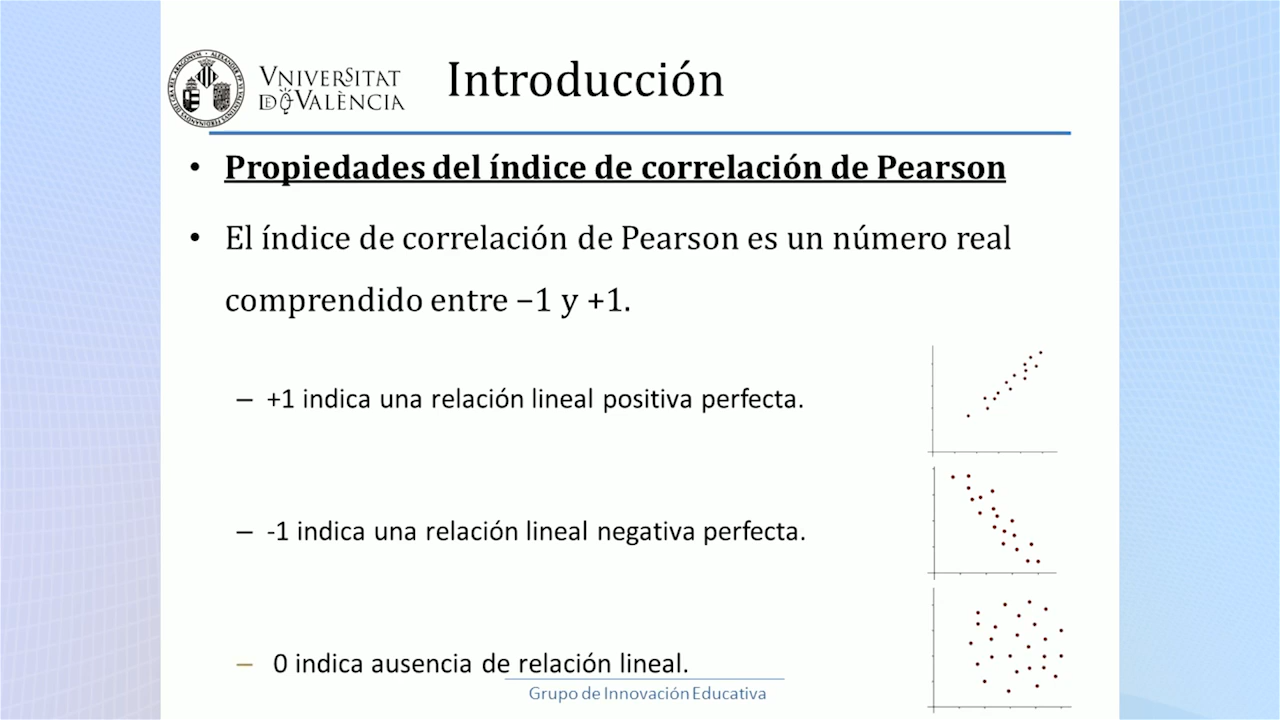 VNIVERSITAT
DE VALÈNCIA
Introducción
• Propiedades del índice de correlación de Pearson
• El índice de correlación de Pearson es un número real
comprendido entre −1 y +1.
– +1 indica una relación lineal positiva perfecta.
– -1 indica una relación lineal negativa perfecta.
– 0 indica ausencia de relación lineal.
Grupo de Innovación Educativa